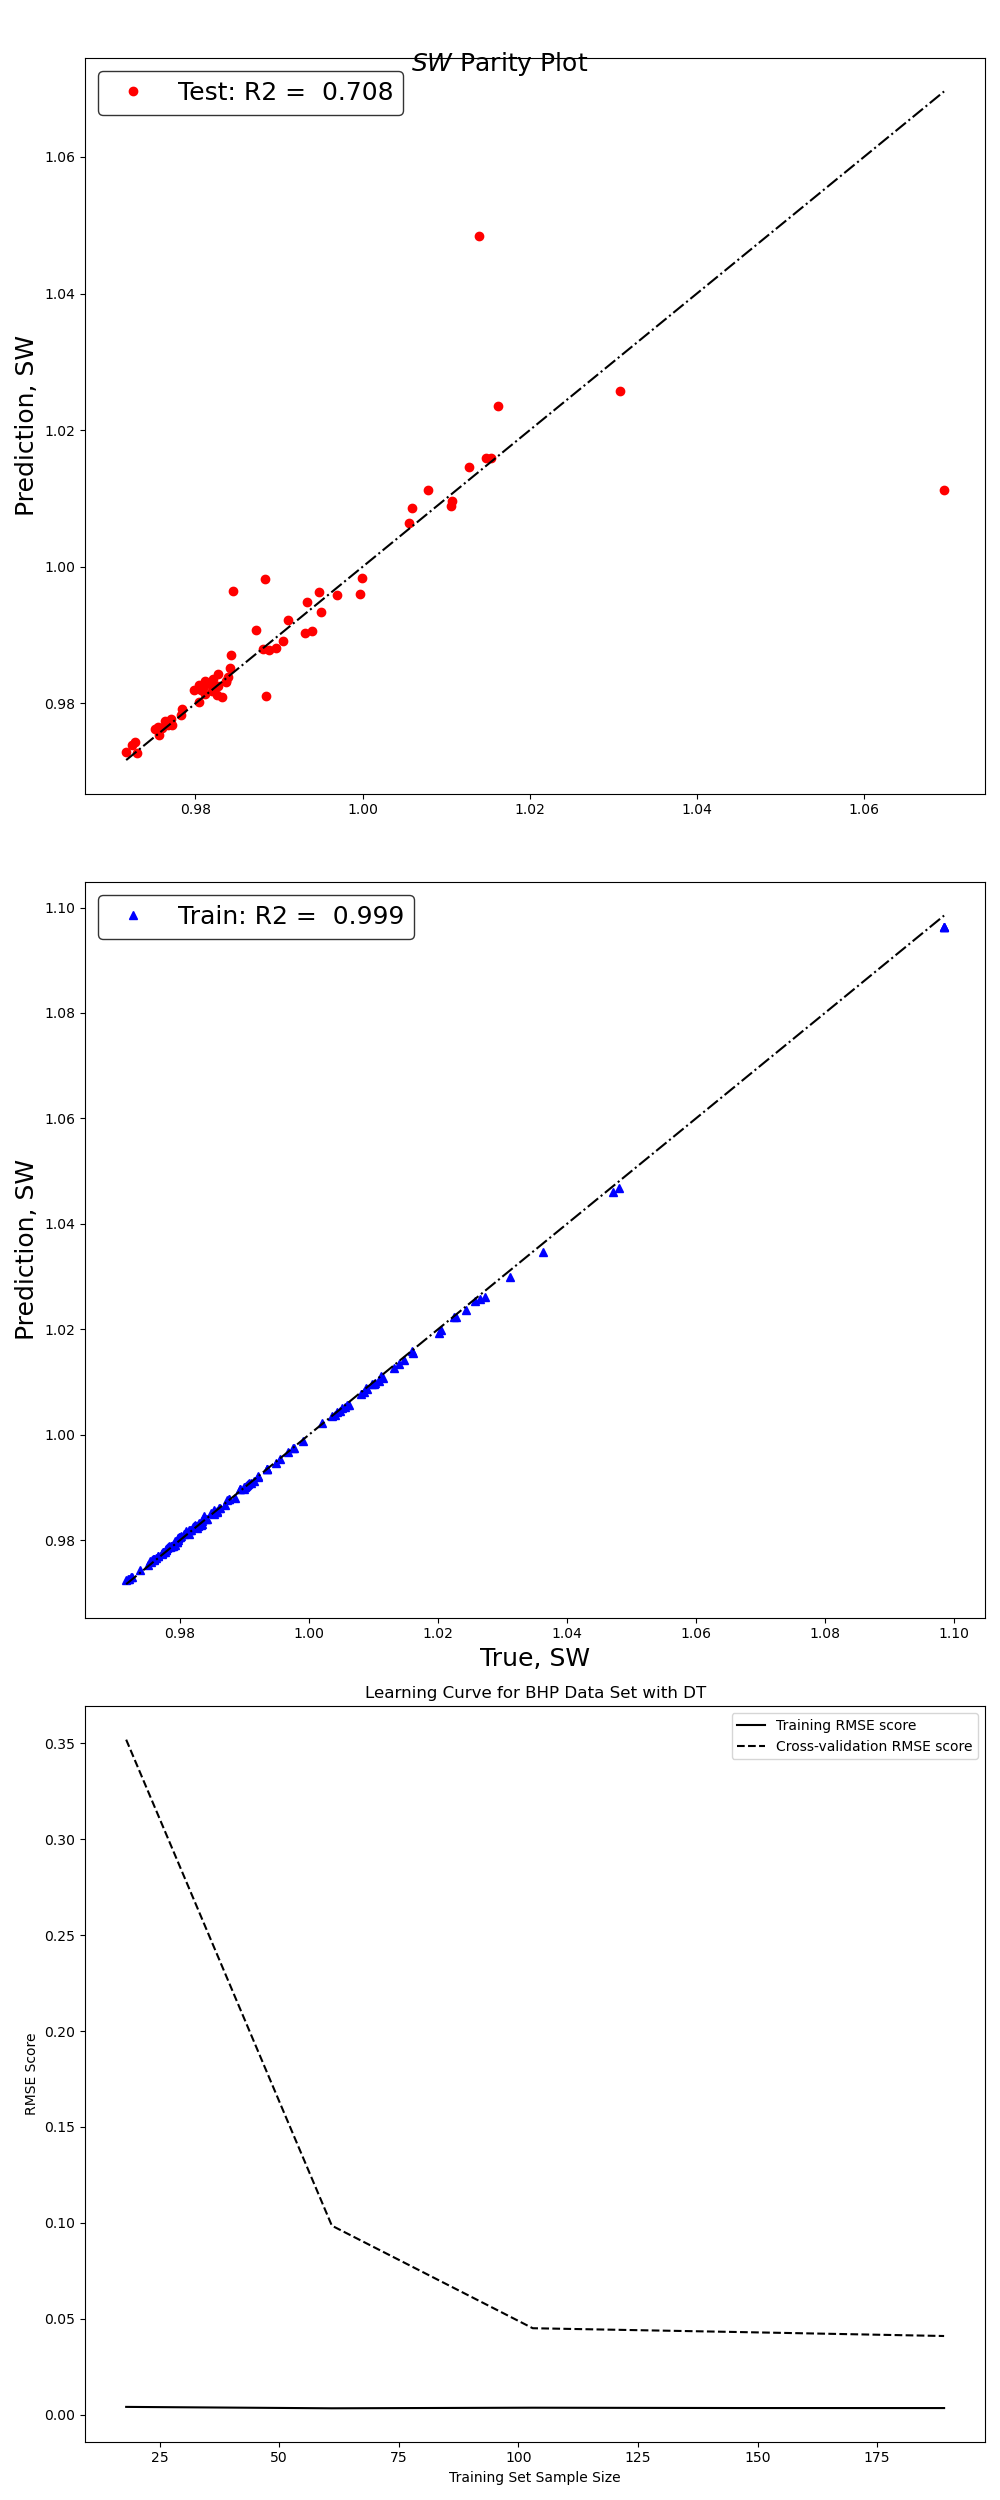 SW Parity Plot
Test: R2 = 0.708
Prediction, SW
1.06
1.04
1.02
1.00
0.98
0.98 1.00 1.02 1.04 1.06
Train: R2 = 0.999
Prediction, SW
1.10
1.08
1.06
1.04
1.02
1.00
0.98
0.98 1.00 1.02 1.04 1.06 1.08 1.10
True, SW
Learning Curve for BHP Data Set with DT
Training RMSE score
Cross-validation RMSE score
RMSE Score
0.35
0.30
0.25
0.20
0.15
0.10
0.05
0.00
25 50 75 100 125 150 175
Training Set Sample Size